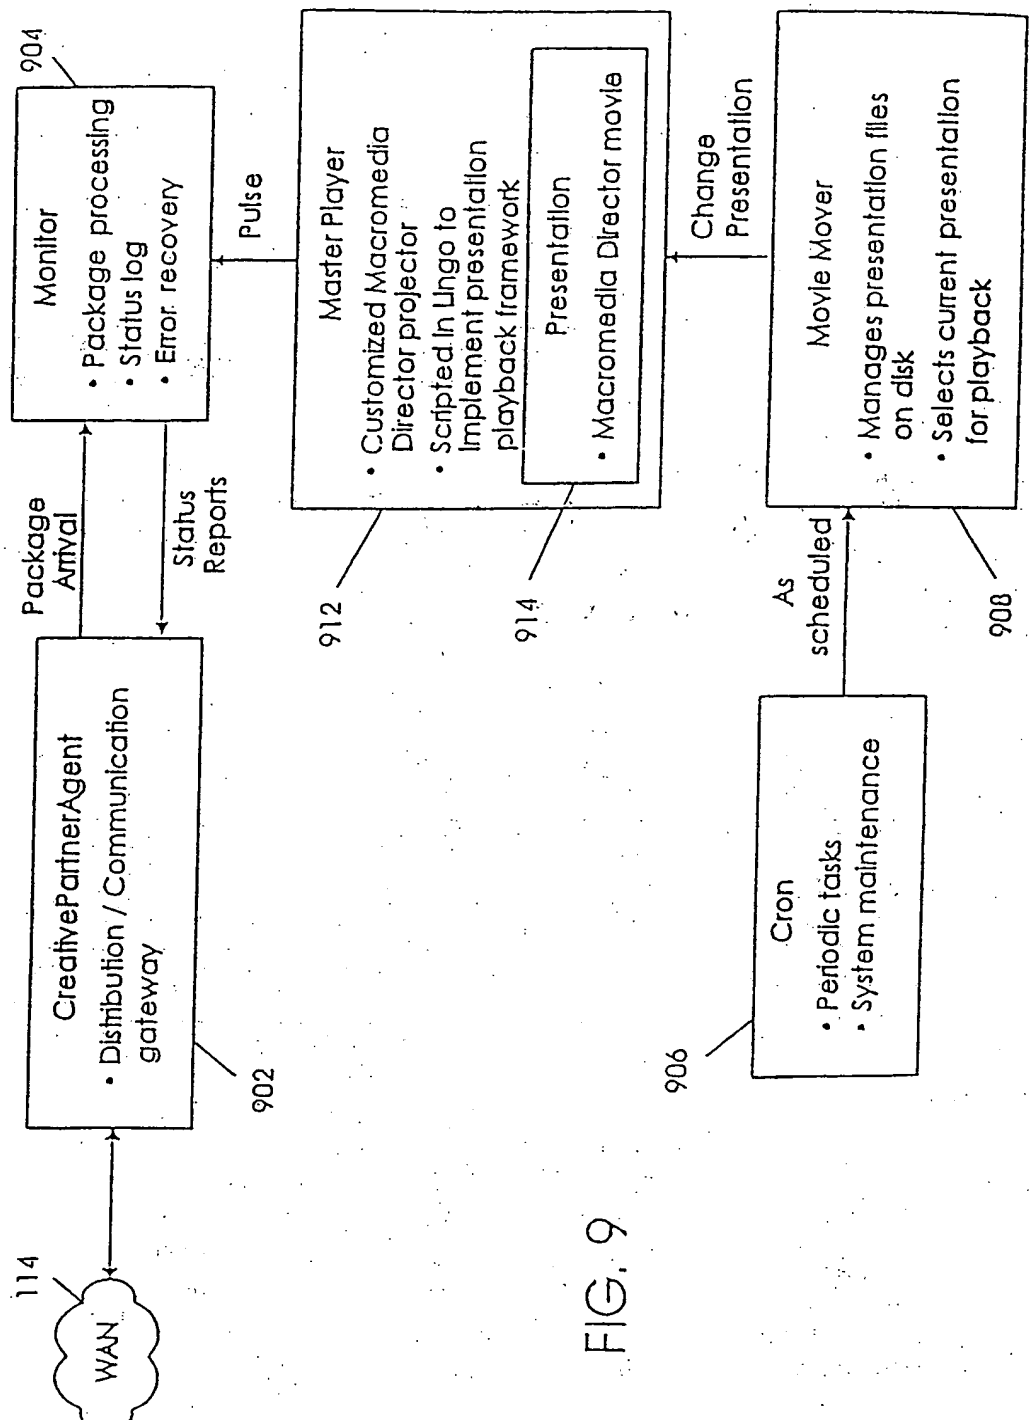 114
WAN
902
CreativePartnerAgent
• Distribution / Communication
gateway
Package
Arrival
Status
Reports
904
Monitor
• Package processing
• Status log
• Error. recovery
Pulse
912
Master Player
• Customized Macromedia
Director projector
• Scripted In Lingo to
Implement presentation
playback framework
914
Presentation
• Macromedia Director movie
Change
Presentation
906
Cron
• Periodic tasks
• System maintenance
As
scheduled
908
Movie Mover
• Manages presentation files
on disk
• Selects current presentation
for playback
FIG. 9